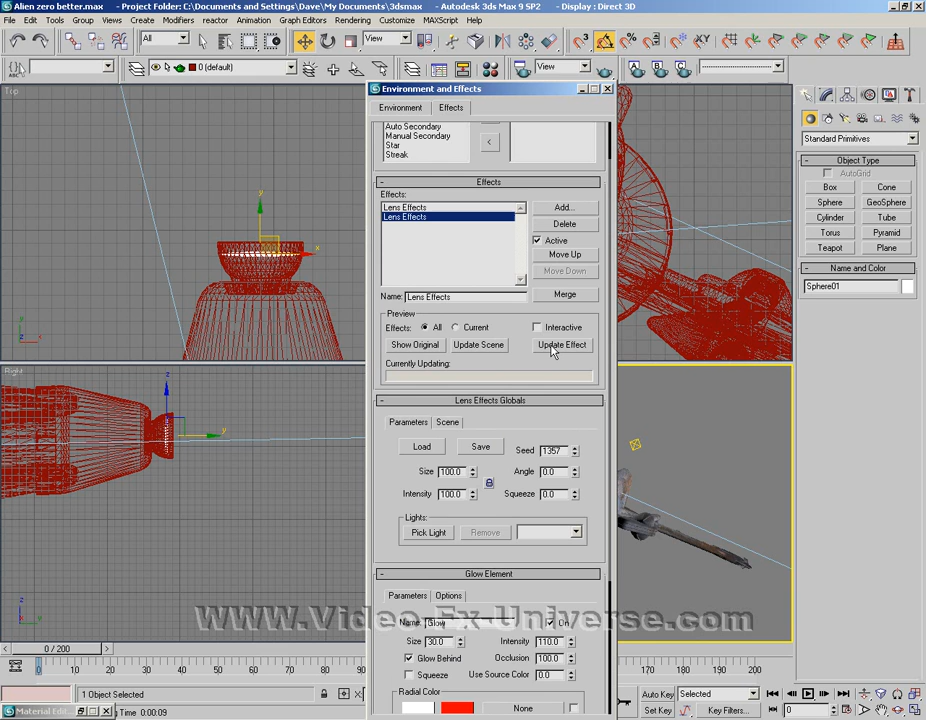 Alien zero better.max - Project Folder: C:\Documents and Settings\Dave\My Documents\3dsmax - Autodesk 3ds Max 9 SP2 - Display : Direct 3D
File Edit Tools Group Views Create Modifiers reactor Animation Graph Editors Rendering Customize MAXScript Help
All View
0 (default) View
Top
Environment and Effects
Environment Effects
Auto Secondary
Manual Secondary
Star
Streak
<
Effects
Effects:
Lens Effects
Lens Effects
Add...
Delete
Active
Move Up
Move Down
Name: Lens Effects
Merge
Preview
Effects: All Current Interactive
Show Original Update Scene Update Effect
Currently Updating:
Lens Effects Globals
Parameters Scene
Load Save Seed 1357
Size 100.0 Angle 0.0
Intensity 100.0 Squeeze 0.0
Lights:
Pick Light Remove
Glow Element
Parameters Options
Name: Glow On
Size 30.0 Intensity 110.0
Glow Behind Occlusion 100.0
Squeeze Use Source Color 0.0
Radial Color
None
Standard Primitives
Object Type
AutoGrid
Box Cone
Sphere GeoSphere
Cylinder Tube
Torus Pyramid
Teapot Plane
Name and Color
Sphere01
Right
www.Video-Fx-Universe.com
0 / 200
0 10 20 30 40 50 60 70 80 90 170 180 190 200
1 Object Selected X:
Material Edit... Time 0:00:09
Auto Key Selected
Set Key Key Filters... 0